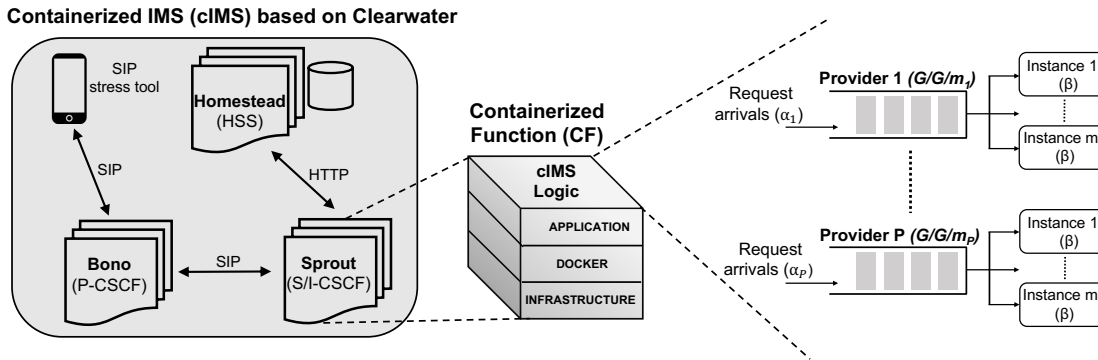 Containerized IMS (cIMS) based on Clearwater
SIP
stress tool
Homestead
(HSS)
SIP
HTTP
Bono
(P-CSCF)
SIP
Sprout
(S/I-CSCF)
Containerized
Function (CF)
cIMS
Logic
APPLICATION
DOCKER
INFRASTRUCTURE
Request
arrivals (α1)
Provider 1 (G/G/m1)
Instance 1
(β)
Instance m
(β)
Request
arrivals (αP)
Provider P (G/G/mP)
Instance 1
(β)
Instance m
(β)